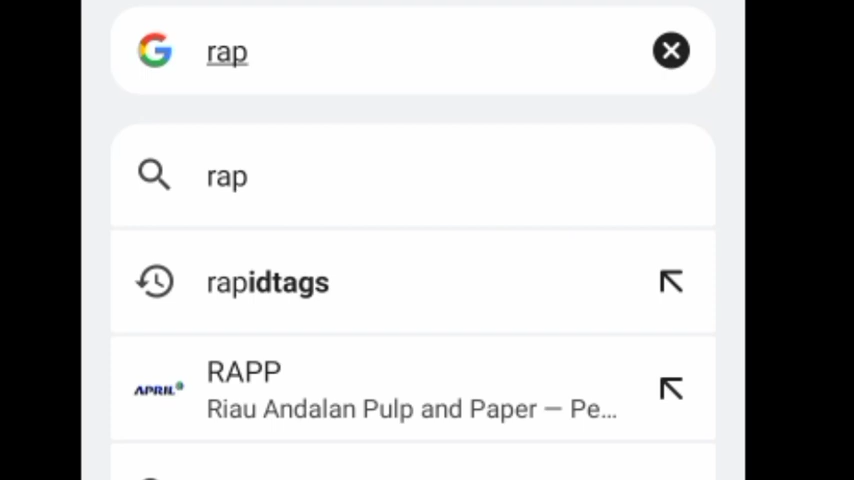 rap
rap
rapidtags
RAPP
APRIL
Riau Andalan Pulp and Paper — Pe...